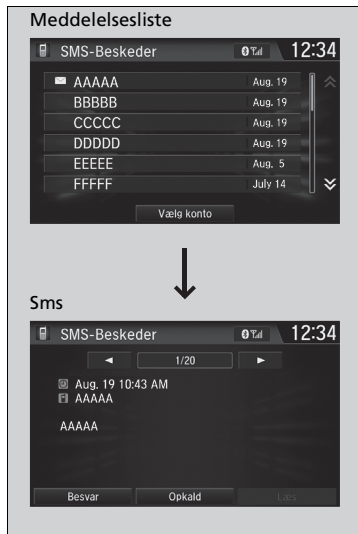 Meddelelsesliste
SMS-Beskeder 12:34
AAAAA Aug. 19
BBBBB Aug. 19
CCCCC Aug. 19
DDDDD Aug. 19
EEEEE Aug. 5
FFFFF July 14
Vælg konto
Sms
SMS-Beskeder 12:34
1/20
Aug. 19 10:43 AM
AAAAA
AAAAA
Besvar Opkald Læs